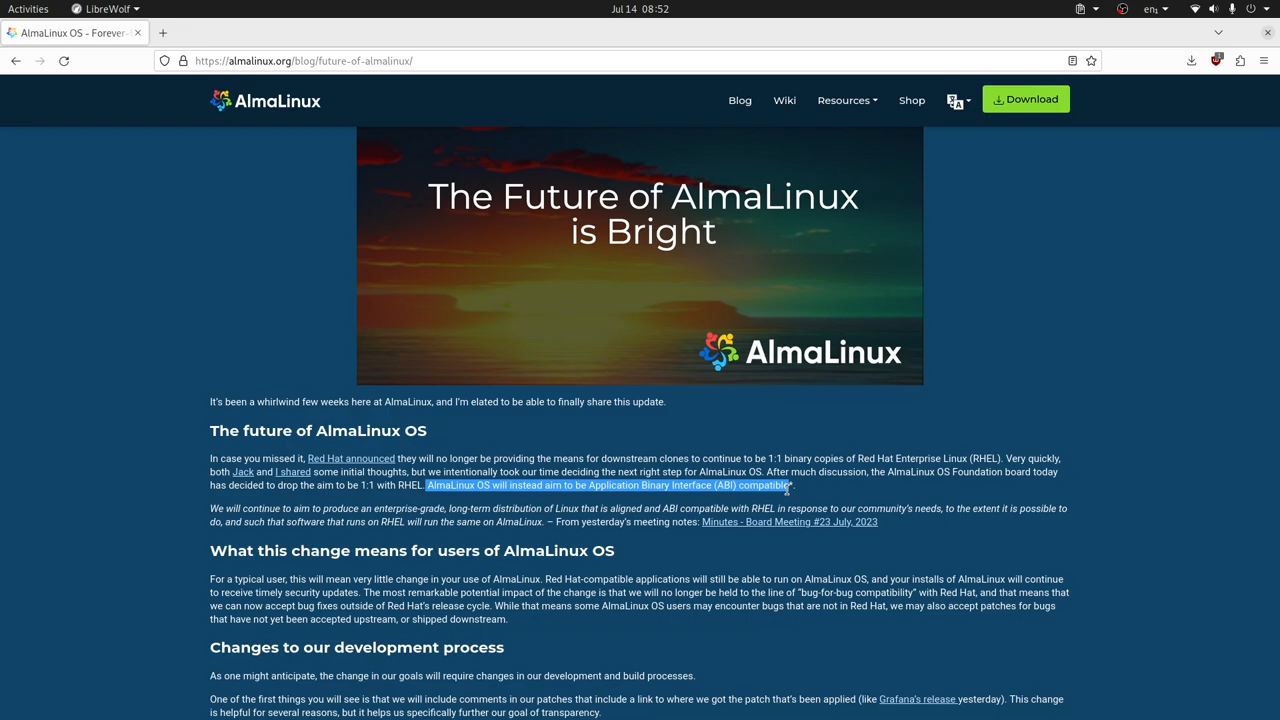 Activities LibreWolf Jul 14 08:52 en1
AlmaLinux OS - Forever-
https://almalinux.org/blog/future-of-almalinux/ 1
AlmaLinux Blog Wiki Resources Shop Download
The Future of AlmaLinux
is Bright
AlmaLinux
It's been a whirlwind few weeks here at AlmaLinux, and I'm elated to be able to finally share this update.
The future of AlmaLinux OS
In case you missed it, Red Hat announced they will no longer be providing the means for downstream clones to continue to be 1:1 binary copies of Red Hat Enterprise Linux (RHEL). Very quickly,
both Jack and I shared some initial thoughts, but we intentionally took our time deciding the next right step for AlmaLinux OS. After much discussion, the AlmaLinux OS Foundation board today
has decided to drop the aim to be 1:1 with RHEL. AlmaLinux OS will instead aim to be Application Binary Interface (ABI) compatible*.
We will continue to aim to produce an enterprise-grade, long-term distribution of Linux that is aligned and ABI compatible with RHEL in response to our community's needs, to the extent it is possible to
do, and such that software that runs on RHEL will run the same on AlmaLinux. – From yesterday's meeting notes: Minutes - Board Meeting #23 July, 2023
What this change means for users of AlmaLinux OS
For a typical user, this will mean very little change in your use of AlmaLinux. Red Hat-compatible applications will still be able to run on AlmaLinux OS, and your installs of AlmaLinux will continue
to receive timely security updates. The most remarkable potential impact of the change is that we will no longer be held to the line of "bug-for-bug compatibility" with Red Hat, and that means that
we can now accept bug fixes outside of Red Hat's release cycle. While that means some AlmaLinux OS users may encounter bugs that are not in Red Hat, we may also accept patches for bugs
that have not yet been accepted upstream, or shipped downstream.
Changes to our development process
As one might anticipate, the change in our goals will require changes in our development and build processes.
One of the first things you will see is that we will include comments in our patches that include a link to where we got the patch that's been applied (like Grafana's release yesterday). This change
is helpful for several reasons, but it helps us specifically further our goal of transparency.